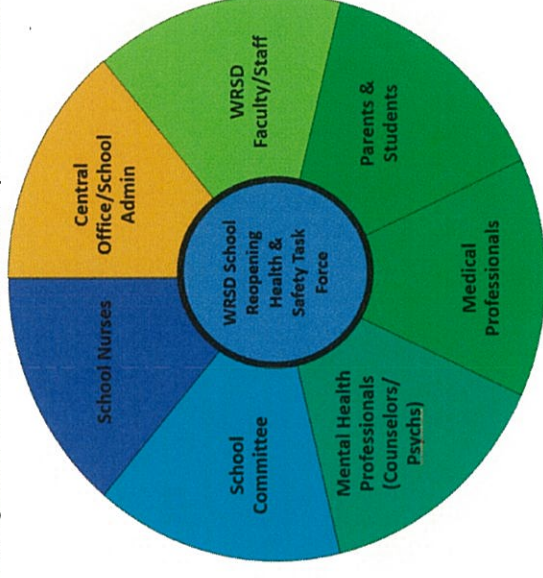 WRSD School
Reopening
Health &
Safety Task
Force
Central
Office/School
Admin
WRSD
Faculty/Staff
Parents &
Students
Medical
Professionals
Mental Health
Professionals
(Counselors/
Psychs)
School
Committee
School Nurses